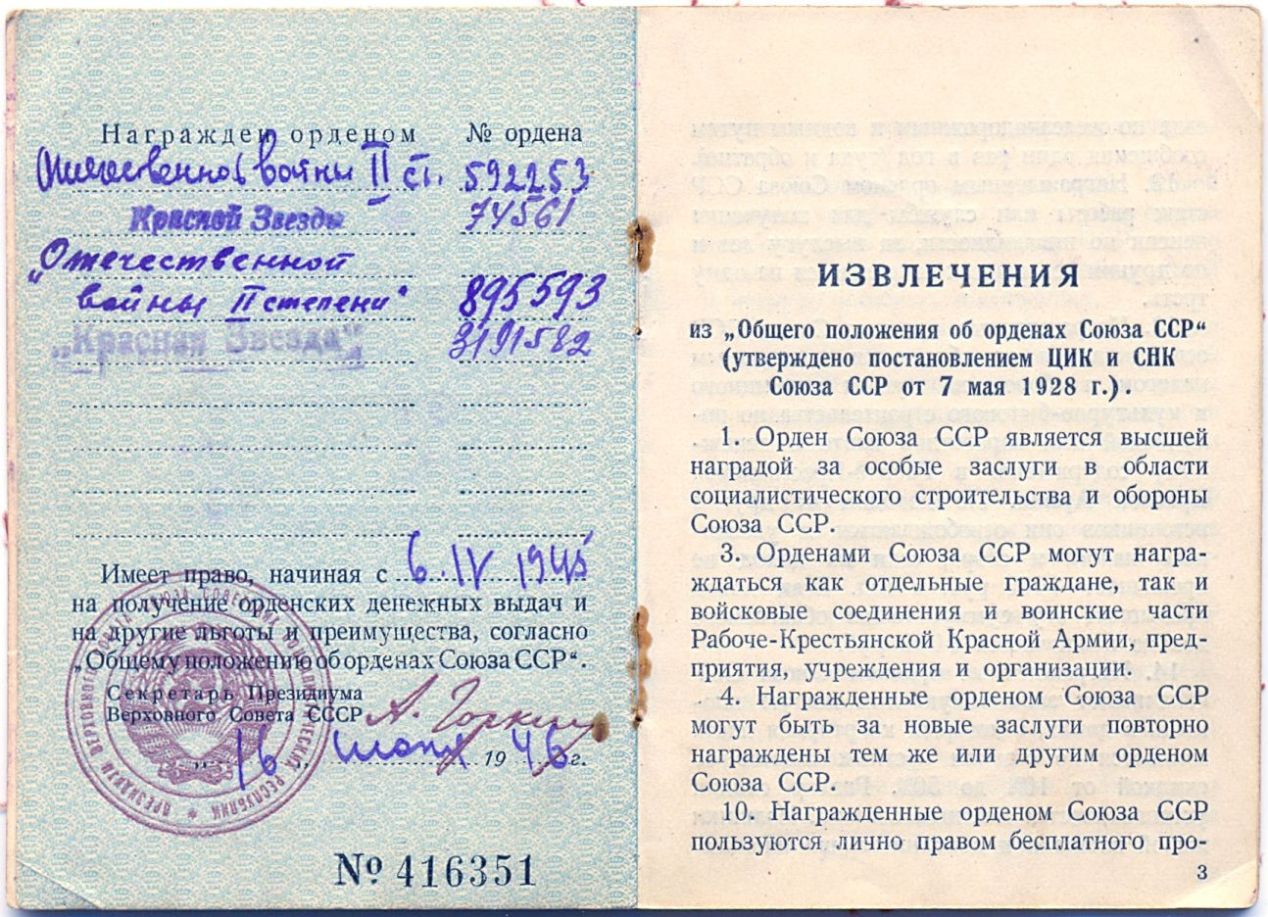 Награжден орденом № ордена
Отечественной войны II ст. 592253
Красной Звезды 74561
„Отечественной
войны II степени“ 895593
„Красная Звезда“ 3191582
Имеет право, начиная с 6.IV 1945
на получение орденских денежных выдач и
на другие льготы и преимущества, согласно
„Общему положению об орденах Союза ССР“.
Секретарь Президиума
Верховного Совета СССР А. Горкин
16 1946 г.
№ 416351
ИЗВЛЕЧЕНИЯ
из „Общего положения об орденах Союза ССР“
(утверждено постановлением ЦИК и СНК
Союза ССР от 7 мая 1928 г.).
1. Орден Союза ССР является высшей
наградой за особые заслуги в области
социалистического строительства и обороны
Союза ССР.
3. Орденами Союза ССР могут награ-
ждаться как отдельные граждане, так и
войсковые соединения и воинские части
Рабоче-Крестьянской Красной Армии, пред-
приятия, учреждения и организации.
4. Награжденные орденом Союза ССР
могут быть за новые заслуги повторно
награждены тем же или другим орденом
Союза ССР.
10. Награжденные орденом Союза ССР
пользуются лично правом бесплатного про-
3